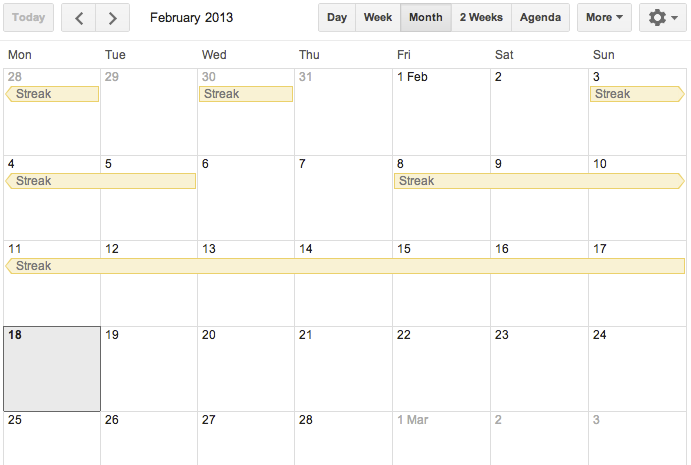 Today February 2013 Day Week Month 2 Weeks Agenda More
Mon Tue Wed Thu Fri Sat Sun
28 29 30 31 1 Feb 2 3
Streak Streak Streak
4 5 6 7 8 9 10
Streak Streak
11 12 13 14 15 16 17
Streak
18 19 20 21 22 23 24
25 26 27 28 1 Mar 2 3